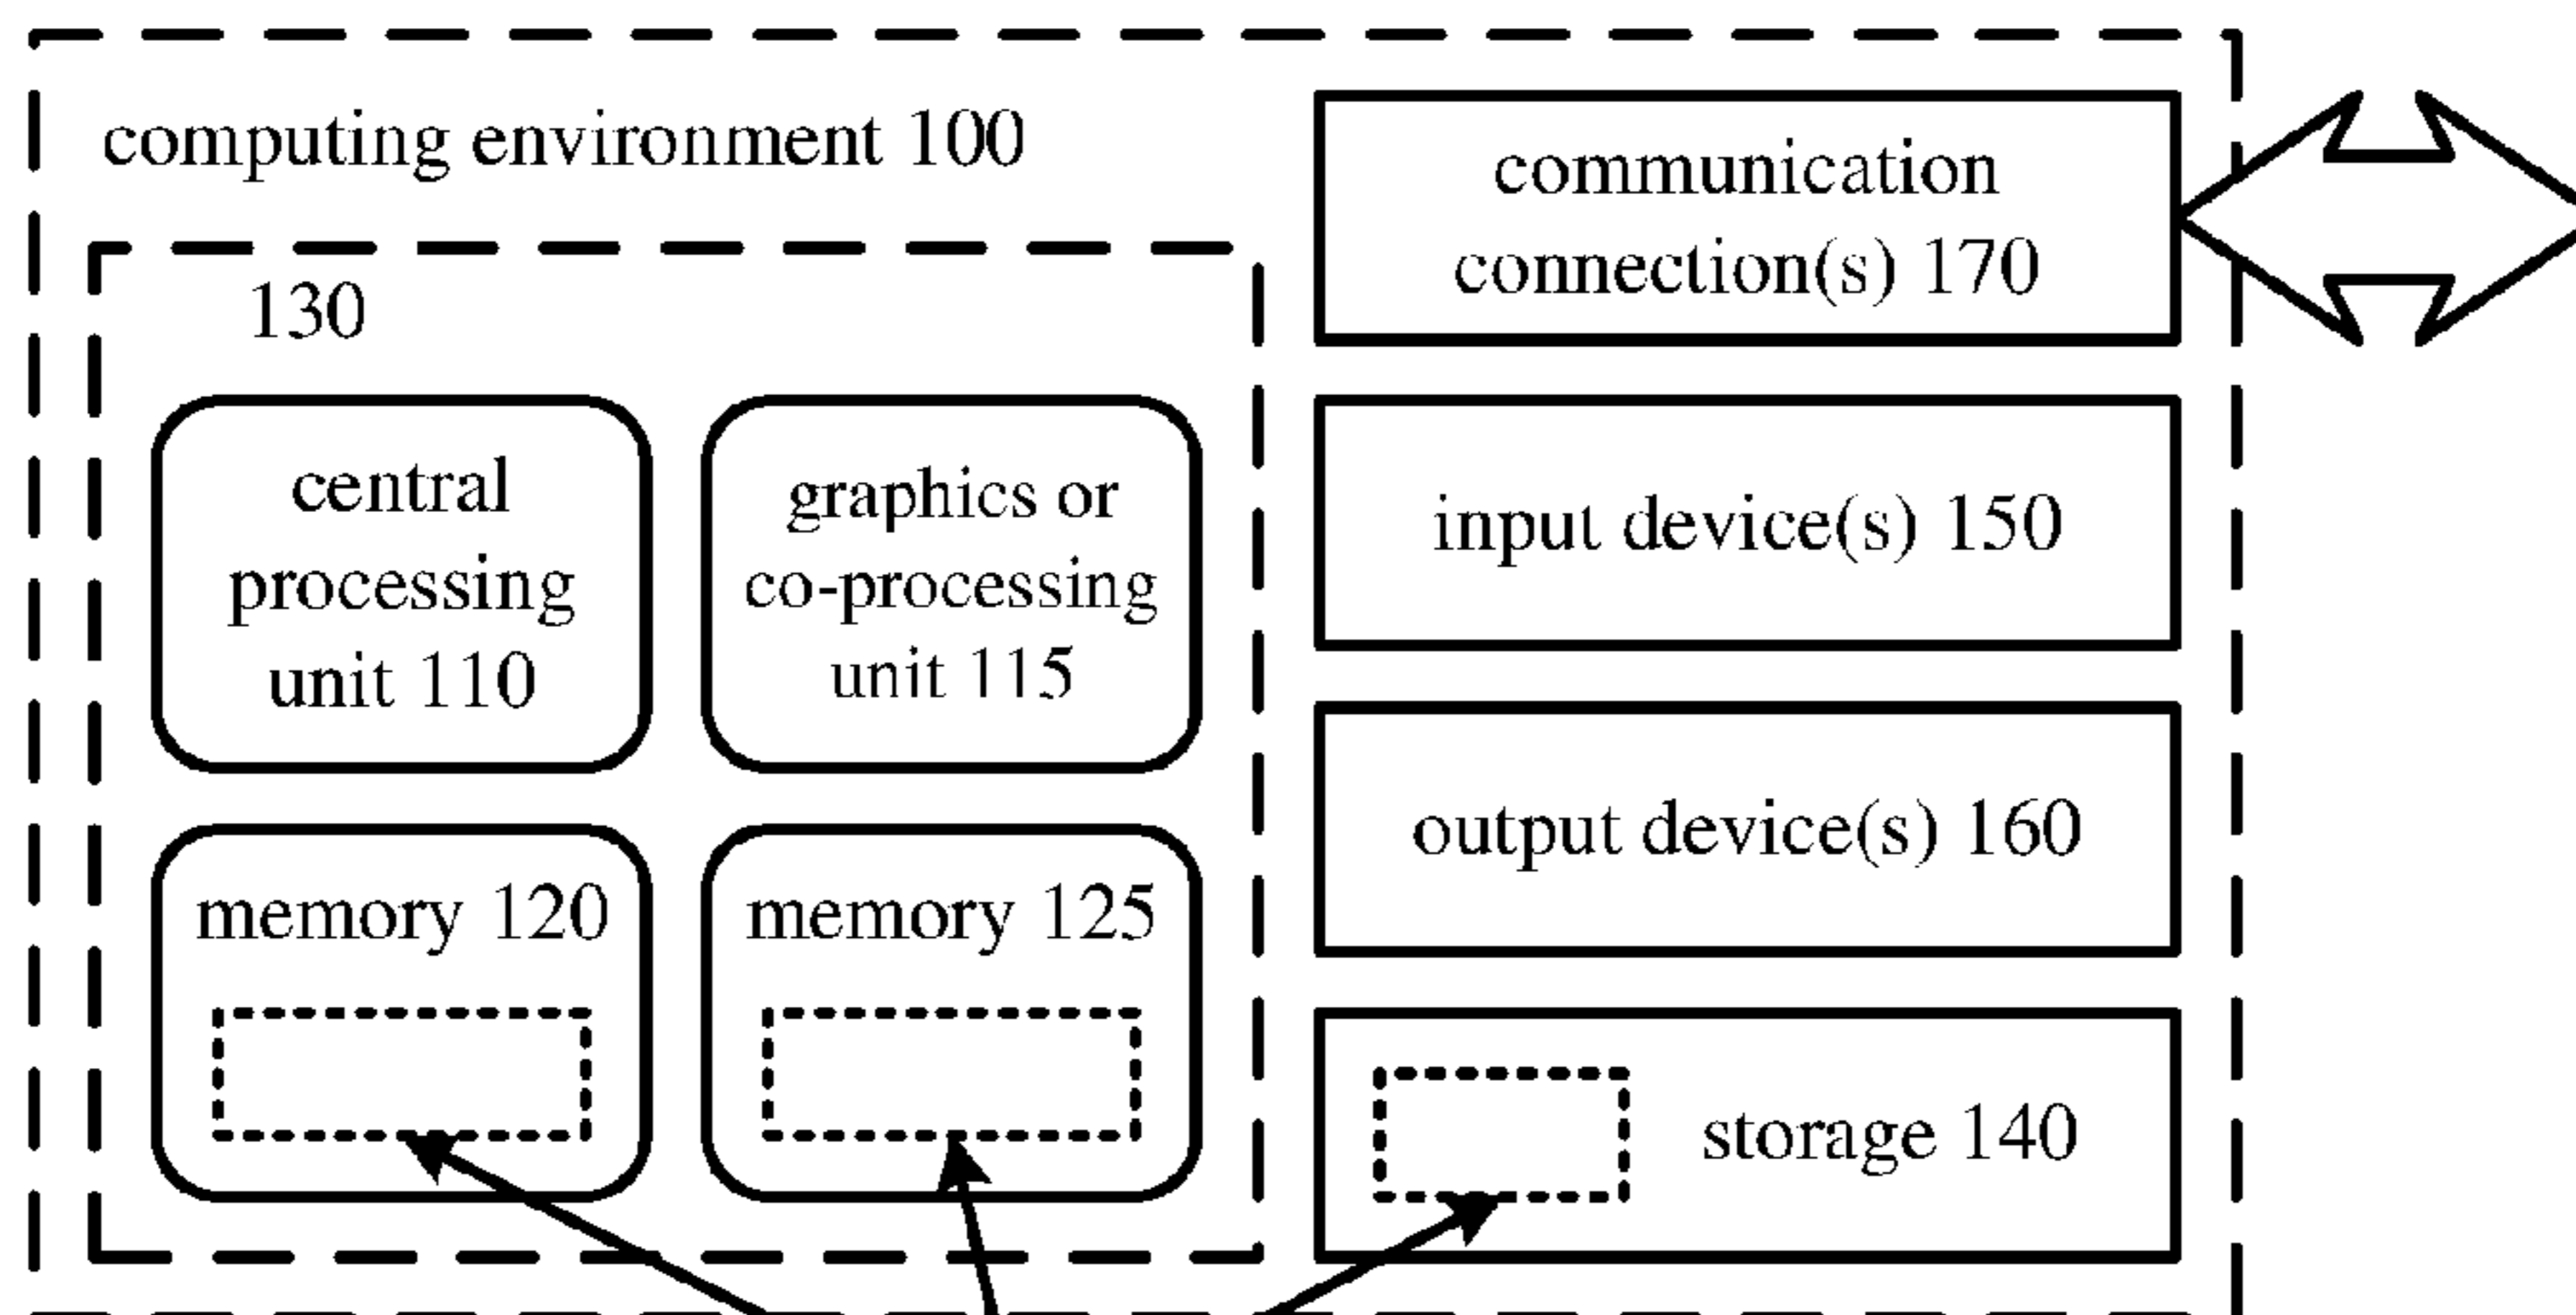 computing environment 100
130
central
processing
unit 110
graphics or
co-processing
unit 115
memory 120
memory 125
communication
connection(s) 170
input device(s) 150
output device(s) 160
storage 140